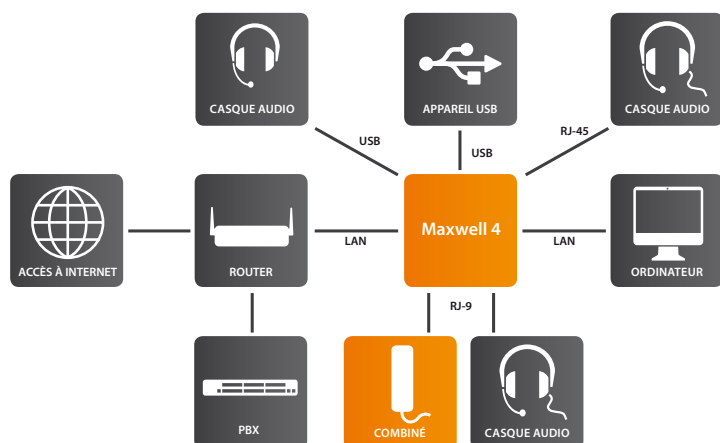 CASQUE AUDIO
APPAREIL USB
CASQUE AUDIO
USB
USB
RJ-45
ACCÈS À INTERNET
ROUTER
LAN
Maxwell 4
LAN
ORDINATEUR
RJ-9
PBX
COMBINÉ
CASQUE AUDIO